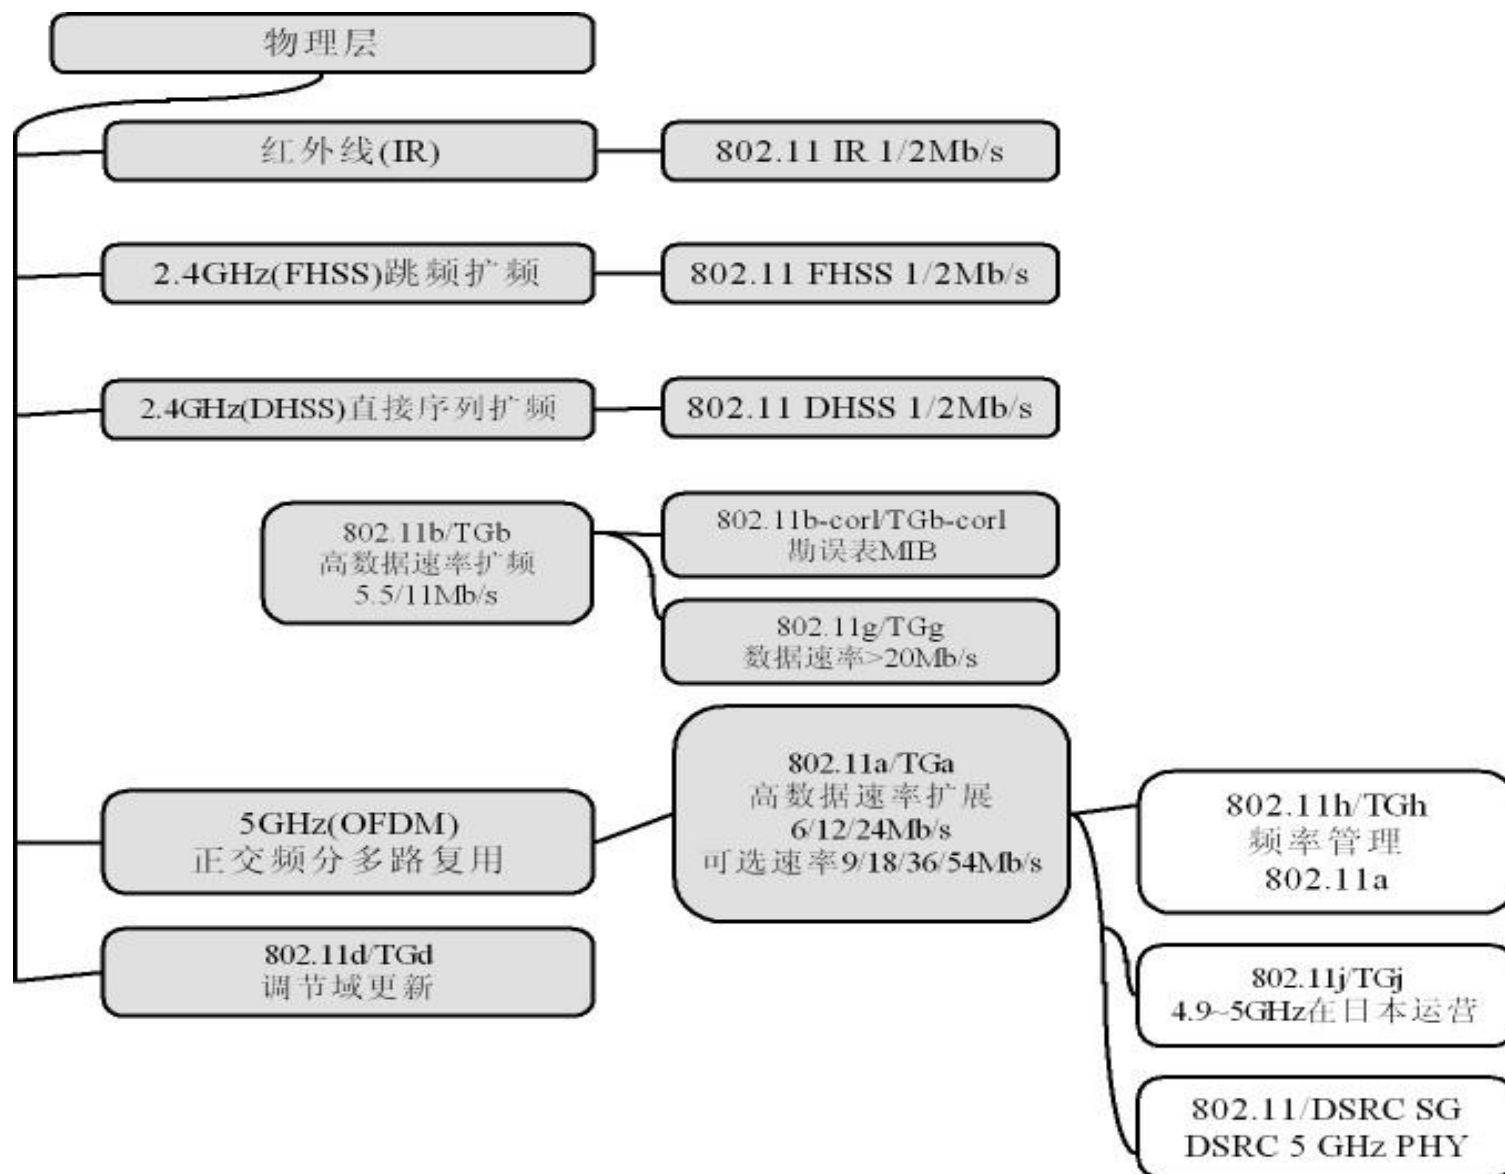 物理层
红外线(IR)
802.11 IR 1/2Mb/s
2.4GHz(FHSS)跳频扩频
802.11 FHSS 1/2Mb/s
2.4GHz(DHSS)直接序列扩频
802.11 DHSS 1/2Mb/s
802.11b/TGb
高数据速率扩频
5.5/11Mb/s
802.11b-corl/TGb-corl
勘误表MIB
802.11g/TGg
数据速率>20Mb/s
5GHz(OFDM)
正交频分多路复用
802.11a/TGa
高数据速率扩展
6/12/24Mb/s
可选速率9/18/36/54Mb/s
802.11h/TGh
频率管理
802.11a
802.11d/TGd
调节域更新
802.11j/TGj
4.9~5GHz在日本运营
802.11/DSRC SG
DSRC 5 GHz PHY